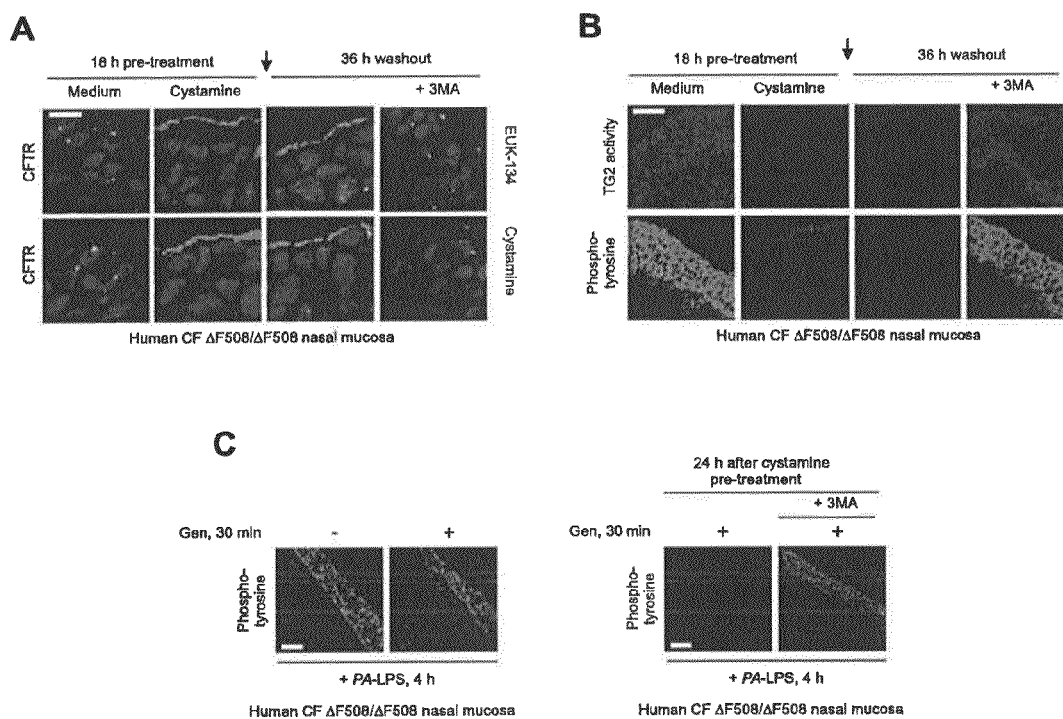 A
18 h pre-treatment
36 h washout
Medium
Cystamine
+ 3MA
CFTR
EUK-134
CFTR
Cystamine
Human CF ΔF508/ΔF508 nasal mucosa
B
18 h pre-treatment
36 h washout
Medium
Cystamine
+ 3MA
TG2 activity
Phospho-
tyrosine
Human CF ΔF508/ΔF508 nasal mucosa
C
Gen, 30 min - +
Phospho-
tyrosine
+ PA-LPS, 4 h
Human CF ΔF508/ΔF508 nasal mucosa
24 h after cystamine
pre-treatment
+ 3MA
Gen, 30 min + +
Phospho-
tyrosine
+ PA-LPS, 4 h
Human CF ΔF508/ΔF508 nasal mucosa